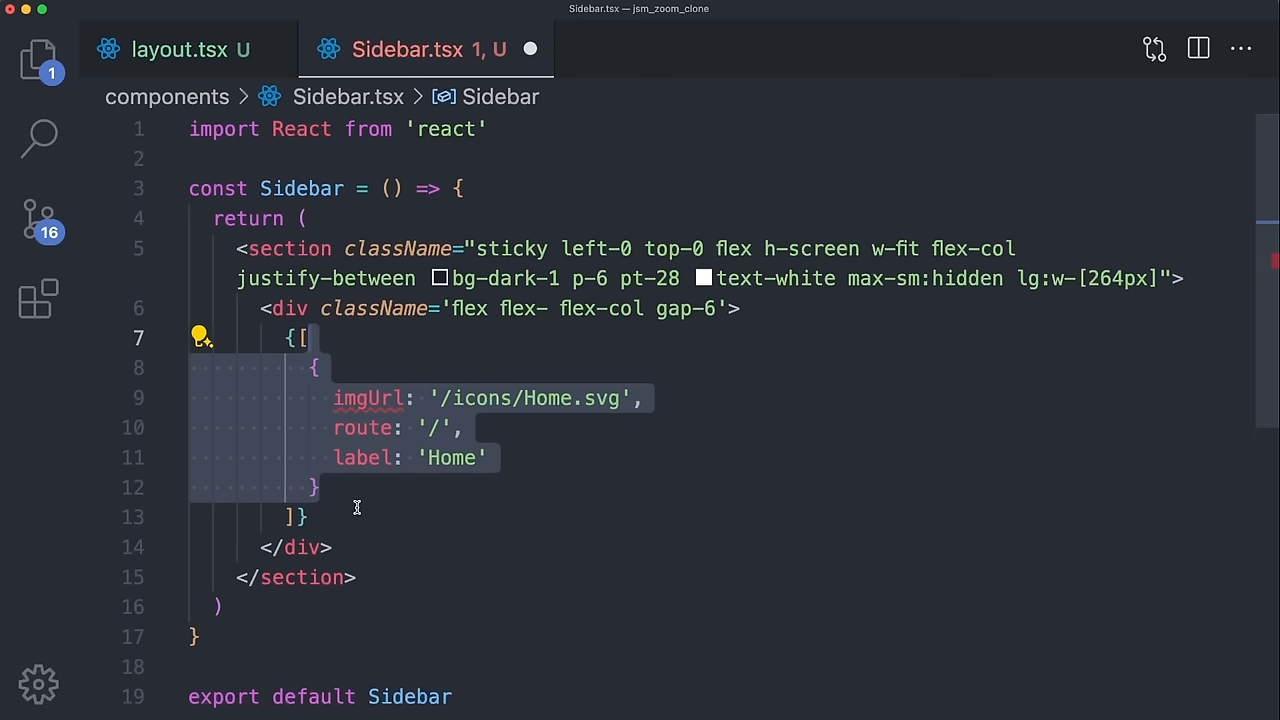 Sidebar.tsx — jsm_zoom_clone
layout.tsx U
Sidebar.tsx 1, U
1
components > Sidebar.tsx > Sidebar
1 import React from 'react'
2
3 const Sidebar = () => {
4 return (
5 <section className="sticky left-0 top-0 flex h-screen w-fit flex-col
justify-between bg-dark-1 p-6 pt-28 text-white max-sm:hidden lg:w-[264px]">
16
6 <div className='flex flex- flex-col gap-6'>
7 {[
8 {
9 imgUrl: '/icons/Home.svg',
10 route: '/',
11 label: 'Home'
12 }
13 ]}
14 </div>
15 </section>
16 )
17 }
18
19 export default Sidebar